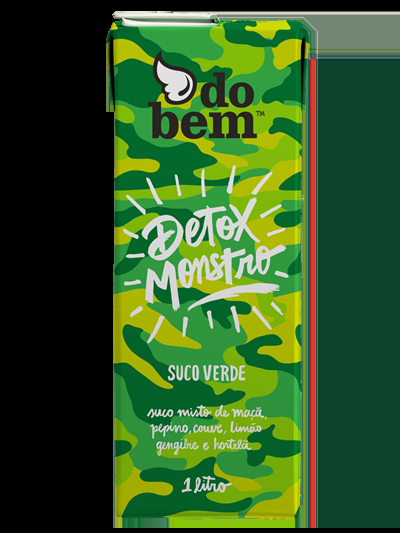 do
bem™
Detox
Monstro
SUCO VERDE
suco misto de maçã,
pepino, couve, limão
gengibre e hortelã
1 litro